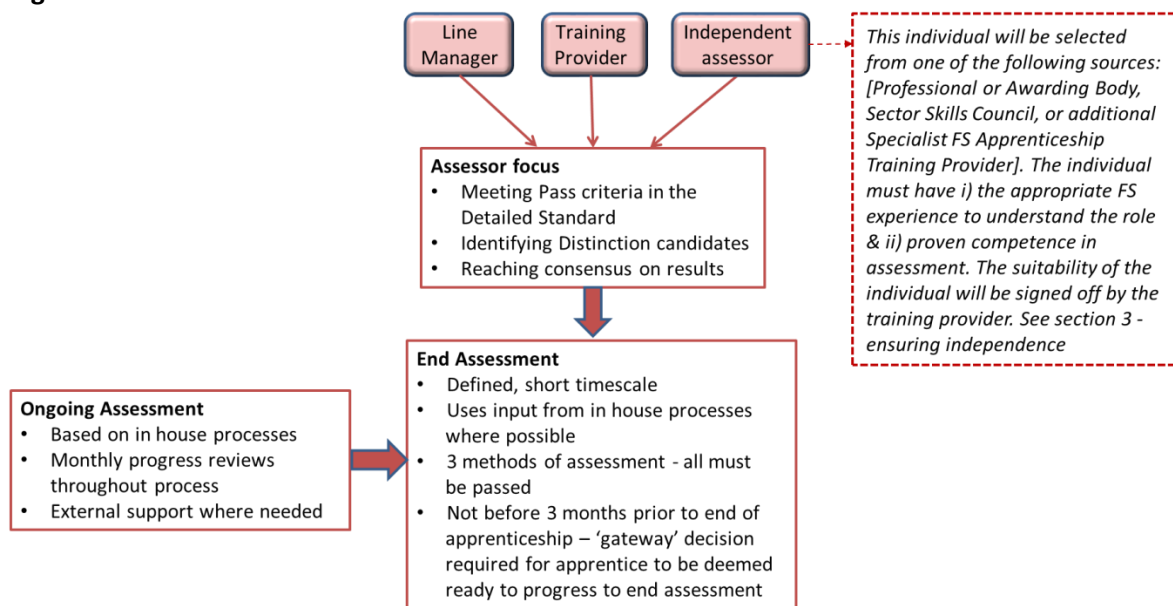 Line
Manager
Training
Provider
Independent
assessor
This individual will be selected
from one of the following sources:
[Professional or Awarding Body,
Sector Skills Council, or additional
Specialist FS Apprenticeship
Training Provider]. The individual
must have i) the appropriate FS
experience to understand the role
& ii) proven competence in
assessment. The suitability of the
individual will be signed off by the
training provider. See section 3 -
ensuring independence
Assessor focus
• Meeting Pass criteria in the
Detailed Standard
• Identifying Distinction candidates
• Reaching consensus on results
End Assessment
• Defined, short timescale
• Uses input from in house processes
where possible
• 3 methods of assessment - all must
be passed
• Not before 3 months prior to end of
apprenticeship – ‘gateway’ decision
required for apprentice to be deemed
ready to progress to end assessment
Ongoing Assessment
• Based on in house processes
• Monthly progress reviews
throughout process
• External support where needed